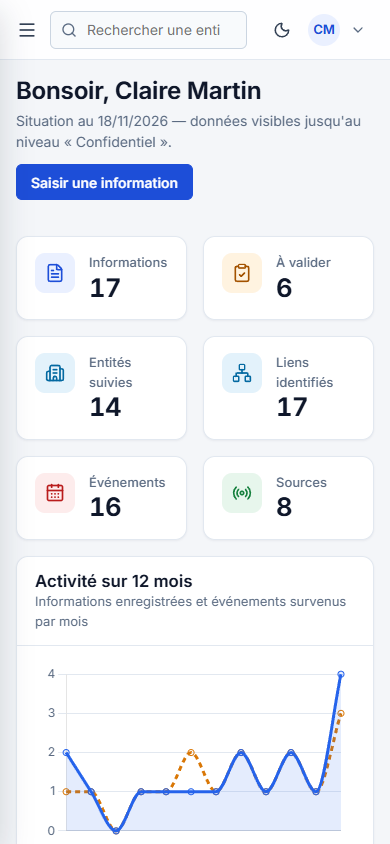 Rechercher une enti
CM
Bonsoir, Claire Martin
Situation au 18/11/2026 — données visibles jusqu'au
niveau « Confidentiel ».
Saisir une information
Informations
17
À valider
6
Entités
suivies
14
Liens
identifiés
17
Événements
16
Sources
8
Activité sur 12 mois
Informations enregistrées et événements survenus
par mois
4
3
2
1
0